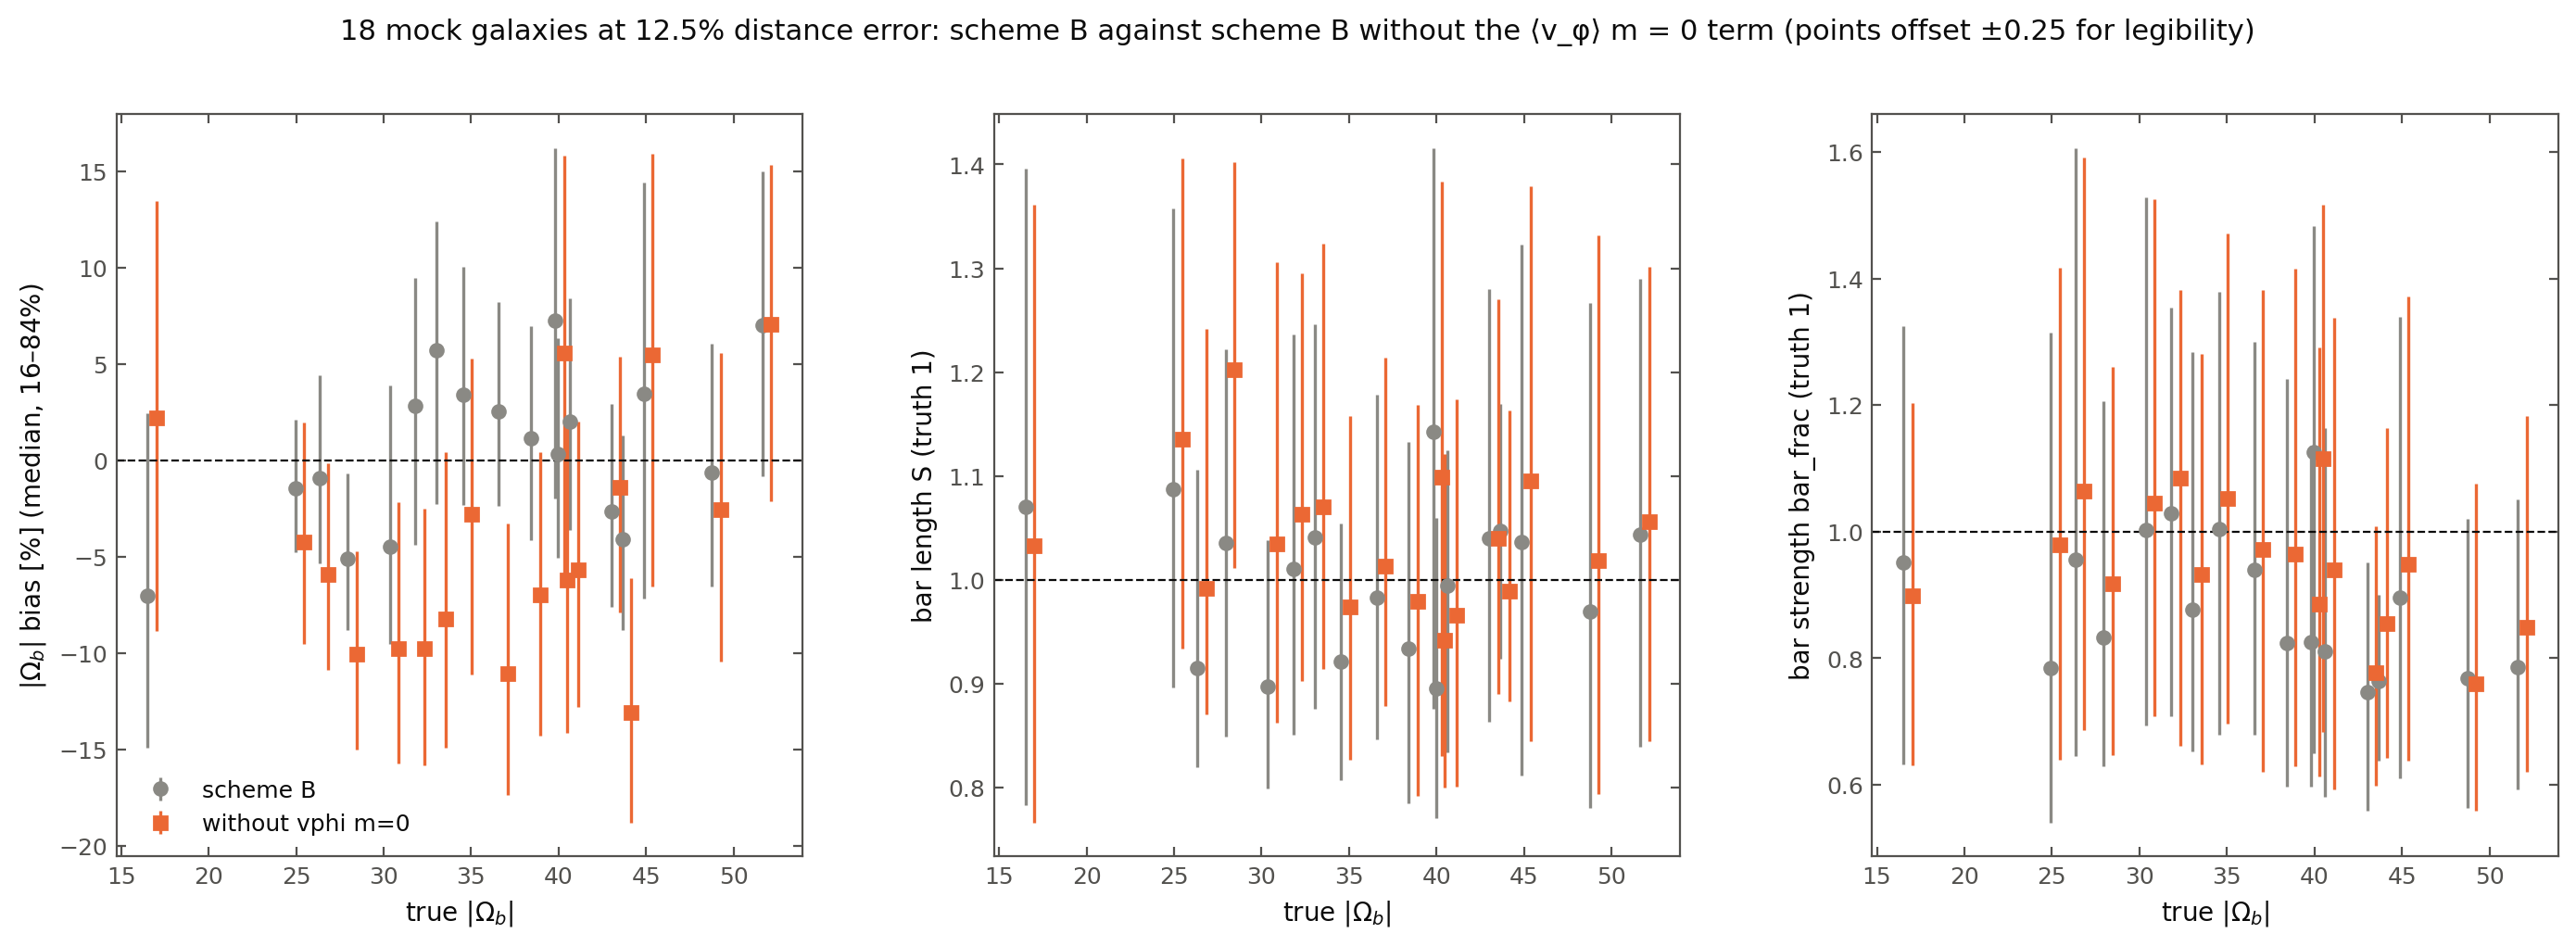 18 mock galaxies at 12.5% distance error: scheme B against scheme B without the ⟨v_φ⟩ m = 0 term (points offset ±0.25 for legibility)
|Ω_b| bias [%] (median, 16–84%)
15
10
5
0
−5
−10
−15
−20
scheme B
without vphi m=0
15 20 25 30 35 40 45 50
true |Ω_b|
bar length S (truth 1)
1.4
1.3
1.2
1.1
1.0
0.9
0.8
15 20 25 30 35 40 45 50
true |Ω_b|
bar strength bar_frac (truth 1)
1.6
1.4
1.2
1.0
0.8
0.6
15 20 25 30 35 40 45 50
true |Ω_b|